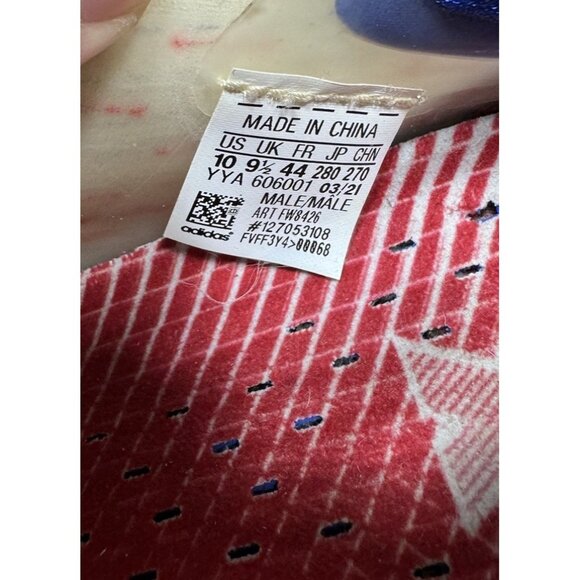 MADE IN CHINA
US UK FR JP CHN
10 9½ 44 280 270
YYA 606001 03/21
MALE/MÂLE
ART FW8426
#127053108
FVFF3Y4>00068
adidas